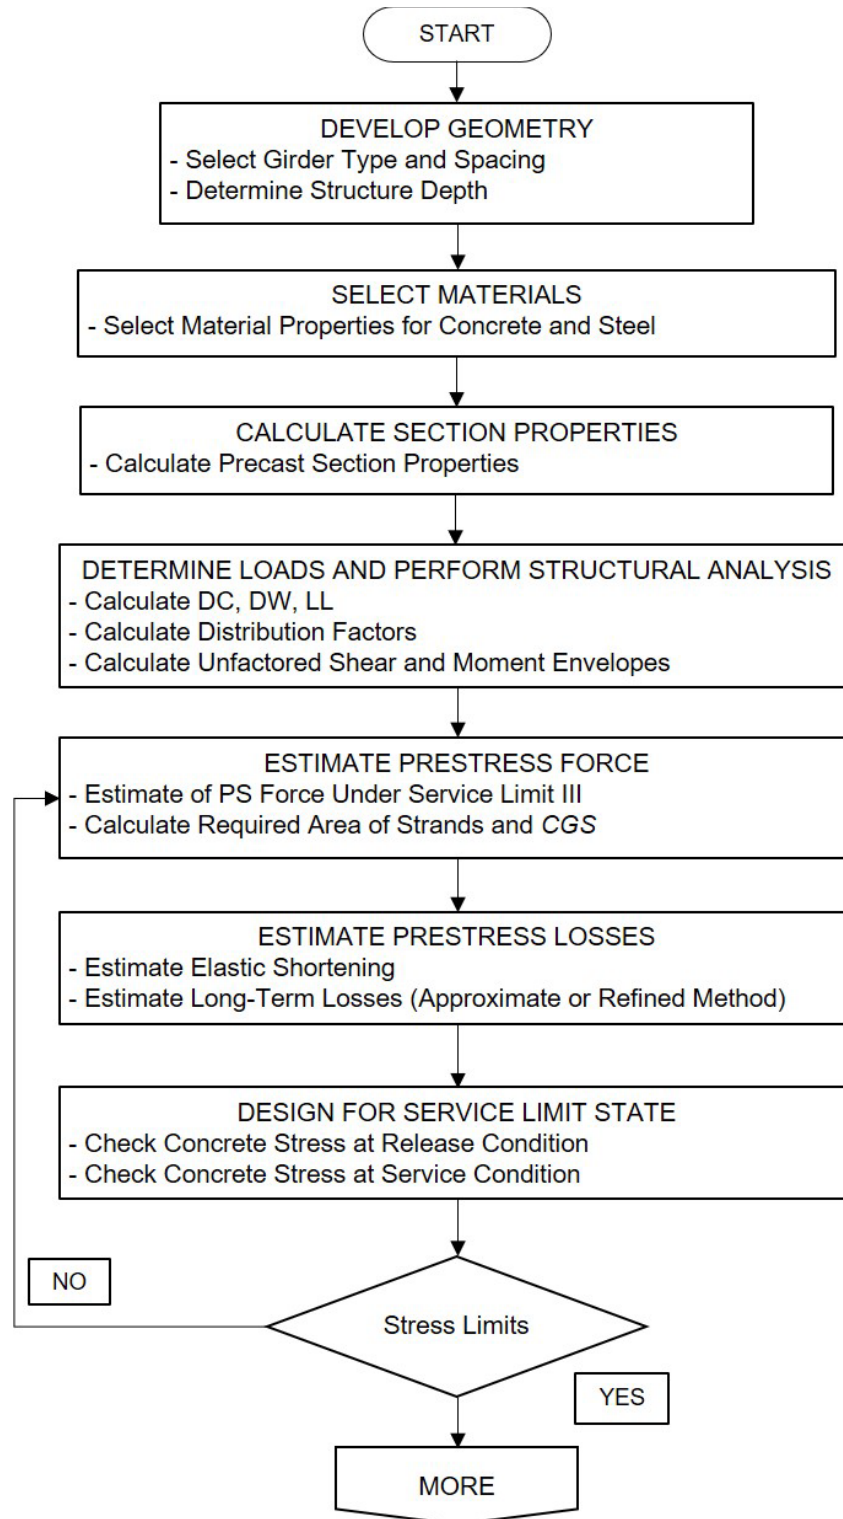 START
DEVELOP GEOMETRY
- Select Girder Type and Spacing
- Determine Structure Depth
SELECT MATERIALS
- Select Material Properties for Concrete and Steel
CALCULATE SECTION PROPERTIES
- Calculate Precast Section Properties
DETERMINE LOADS AND PERFORM STRUCTURAL ANALYSIS
- Calculate DC, DW, LL
- Calculate Distribution Factors
- Calculate Unfactored Shear and Moment Envelopes
ESTIMATE PRESTRESS FORCE
- Estimate of PS Force Under Service Limit III
- Calculate Required Area of Strands and CGS
ESTIMATE PRESTRESS LOSSES
- Estimate Elastic Shortening
- Estimate Long-Term Losses (Approximate or Refined Method)
DESIGN FOR SERVICE LIMIT STATE
- Check Concrete Stress at Release Condition
- Check Concrete Stress at Service Condition
NO
Stress Limits
YES
MORE